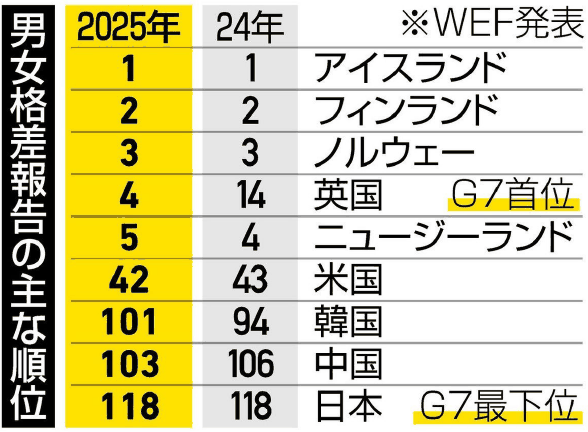 男女格差報告の主な順位
2025年 24年 ※WEF発表
1 1 アイスランド
2 2 フィンランド
3 3 ノルウェー
4 14 英国 G7首位
5 4 ニュージーランド
42 43 米国
101 94 韓国
103 106 中国
118 118 日本 G7最下位